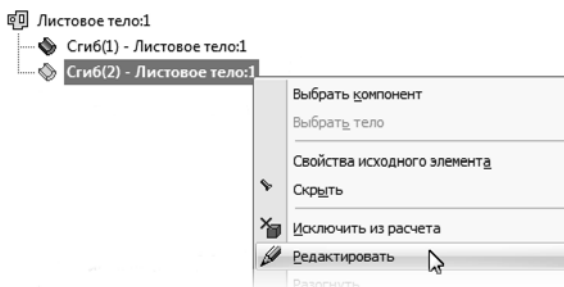 Листовое тело:1
Сгиб(1) - Листовое тело:1
Сгиб(2) - Листовое тело:1
Выбрать компонент
Выбрать тело
Свойства исходного элемента
Скрыть
Исключить из расчета
Редактировать
Разогнуть